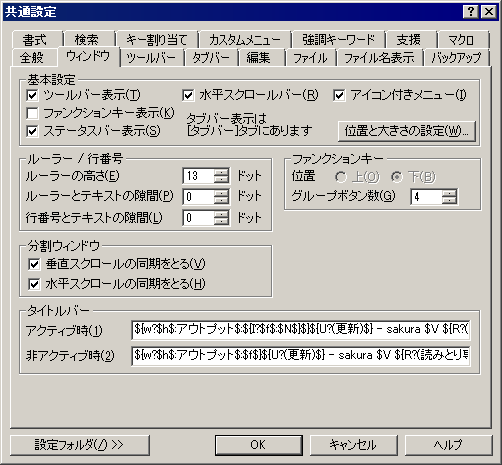 共通設定
書式 検索 キー割り当て カスタムメニュー 強調キーワード 支援 マクロ
全般 ウィンドウ ツールバー タブバー 編集 ファイル ファイル名表示 バックアップ
基本設定
ツールバー表示(T) 水平スクロールバー(R) アイコン付きメニュー(I)
ファンクションキー表示(K) タブバー表示は
ステータスバー表示(S) [タブバー]タブにあります 位置と大きさの設定(W)...
ルーラー / 行番号 ファンクションキー
ルーラーの高さ(E) 13 ドット 位置 上(O) 下(B)
ルーラーとテキストの隙間(P) 0 ドット グループボタン数(G) 4
行番号とテキストの隙間(L) 0 ドット
分割ウィンドウ
垂直スクロールの同期をとる(V)
水平スクロールの同期をとる(H)
タイトルバー
アクティブ時(1) ${w?$h$:アウトプット$:${I?$f$:$N$}$}${U?(更新)$} - sakura $V ${R?(
非アクティブ時(2) ${w?$h$:アウトプット$:$f$}${U?(更新)$} - sakura $V ${R?(読みとり専
設定フォルダ(/) >> OK キャンセル ヘルプ